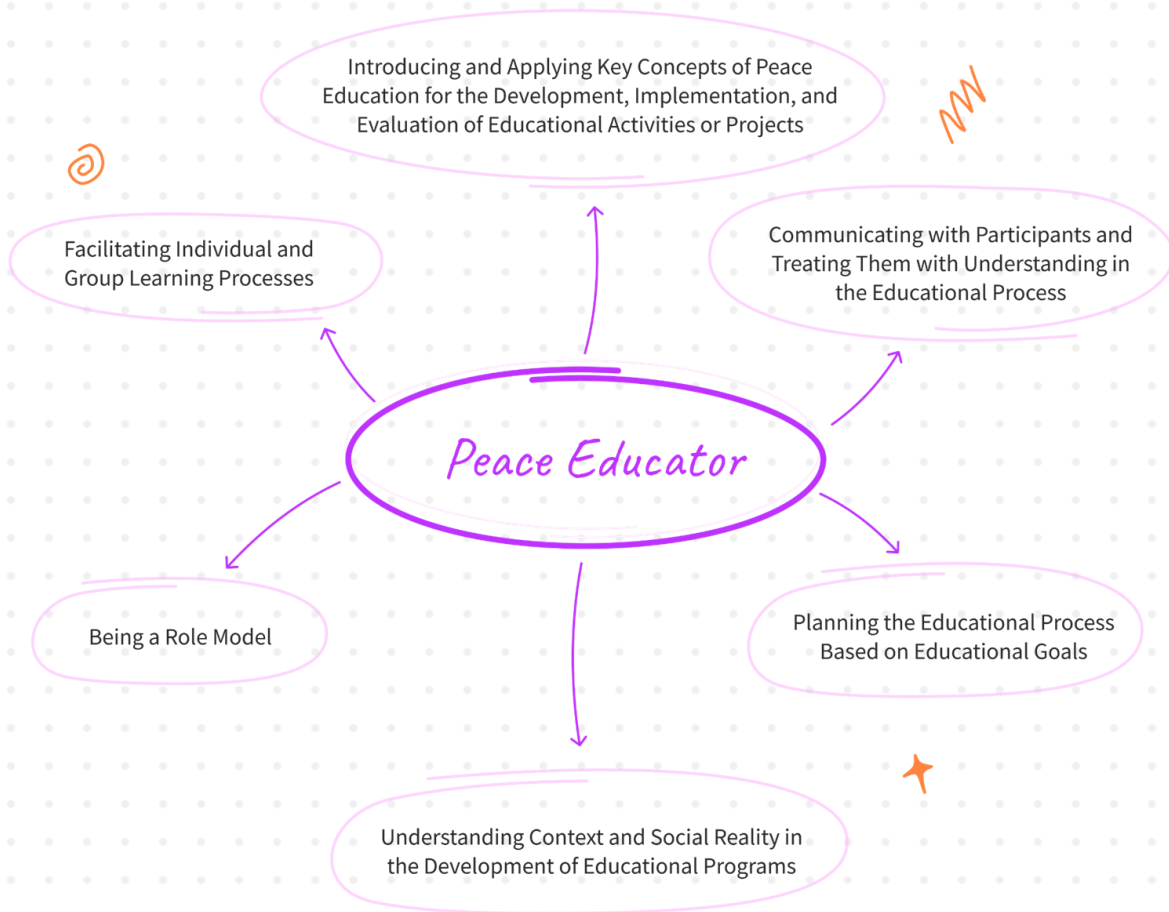 Introducing and Applying Key Concepts of Peace
Education for the Development, Implementation, and
Evaluation of Educational Activities or Projects
Facilitating Individual and
Group Learning Processes
Communicating with Participants and
Treating Them with Understanding in
the Educational Process
Peace Educator
Being a Role Model
Planning the Educational Process
Based on Educational Goals
Understanding Context and Social Reality in
the Development of Educational Programs